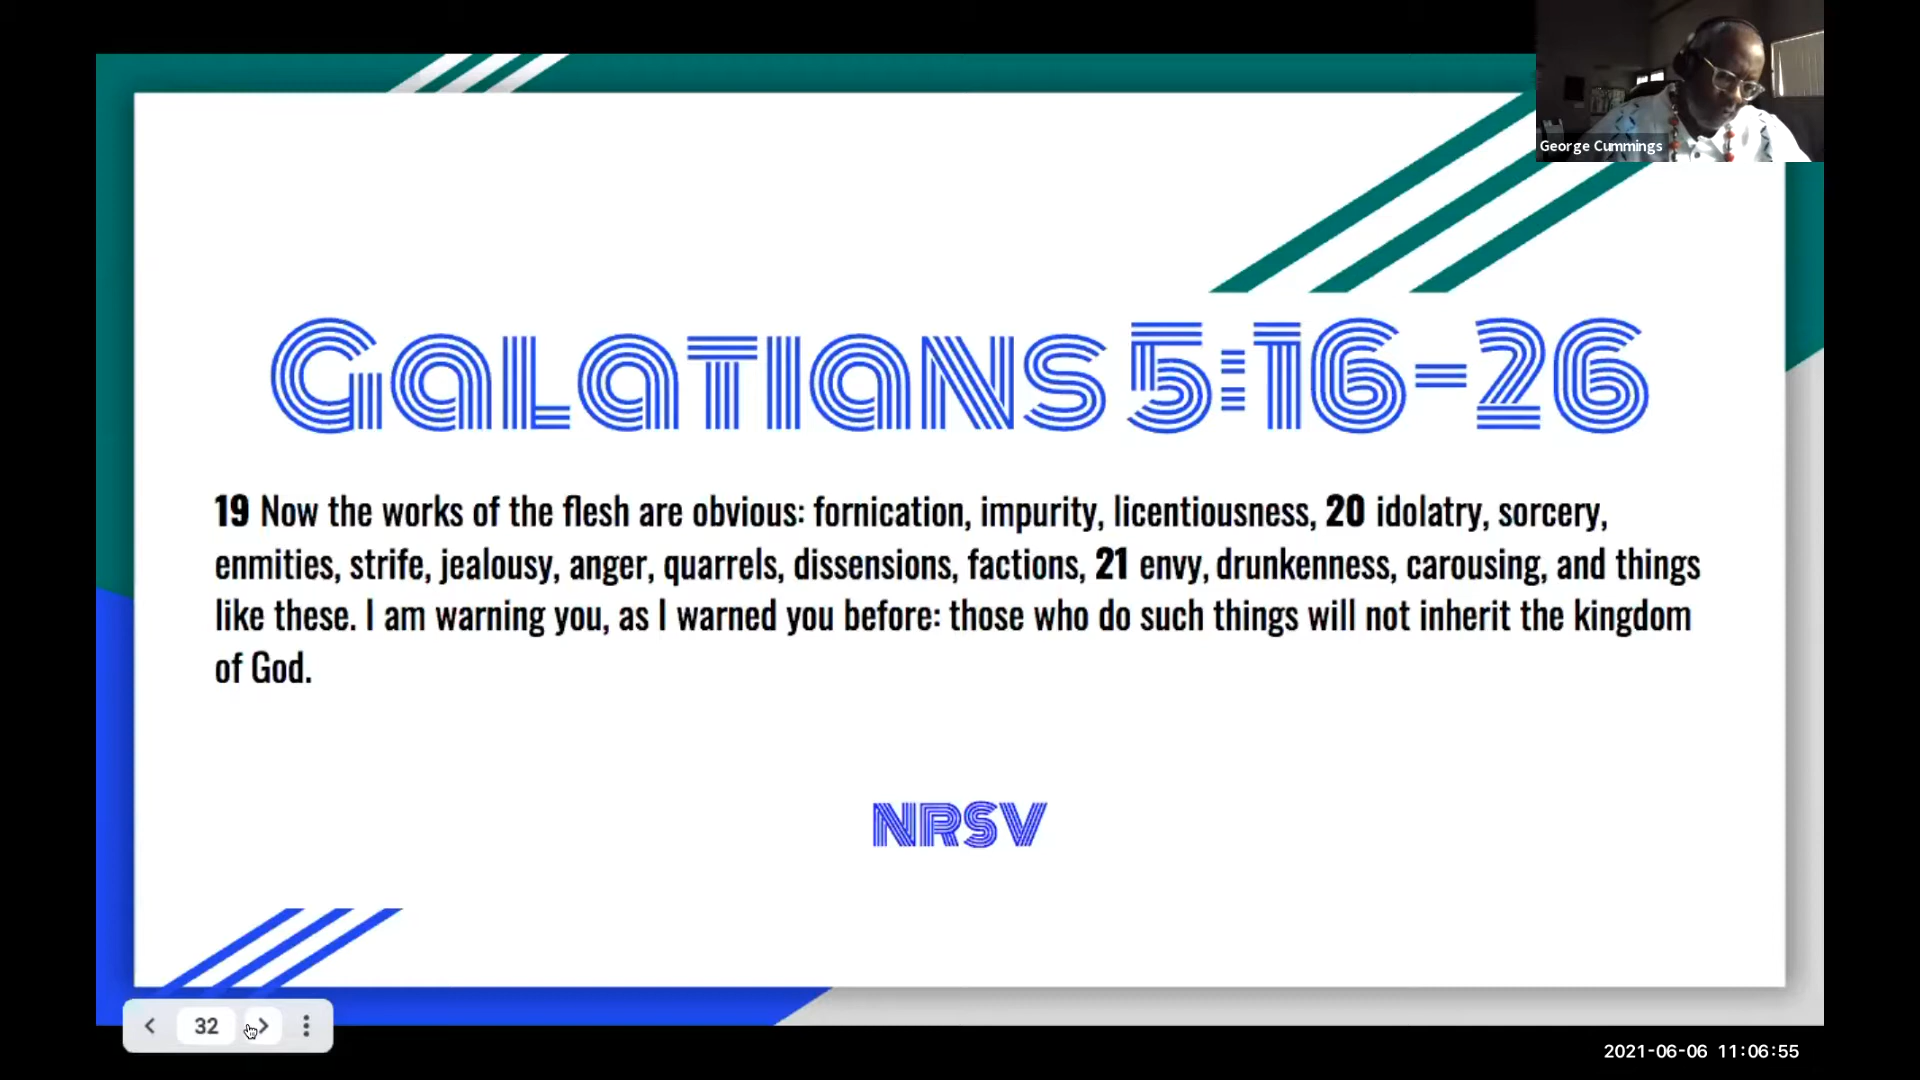 George Cummings
Galatians 5:16-26
19 Now the works of the flesh are obvious: fornication, impurity, licentiousness, 20 idolatry, sorcery,
enmities, strife, jealousy, anger, quarrels, dissensions, factions, 21 envy, drunkenness, carousing, and things
like these. I am warning you, as I warned you before: those who do such things will not inherit the kingdom
of God.
NRSV
32
2021-06-06 11:06:55